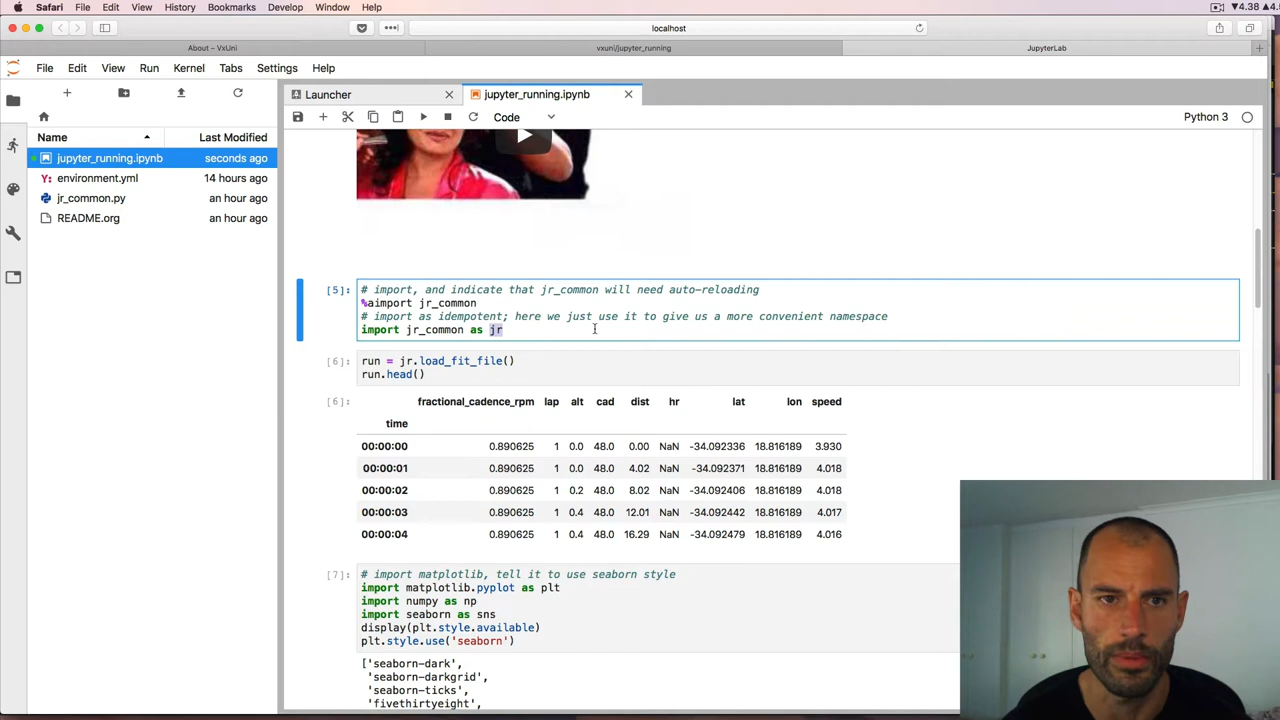 Safari File Edit View History Bookmarks Develop Window Help
4.38
localhost
About – VxUni
vxuni/jupyter_running
JupyterLab
File Edit View Run Kernel Tabs Settings Help
Launcher
jupyter_running.ipynb
Code
Python 3
Name
Last Modified
jupyter_running.ipynb seconds ago
Y: environment.yml 14 hours ago
jr_common.py an hour ago
README.org an hour ago
[5]:
# import, and indicate that jr_common will need auto-reloading
%aimport jr_common
# import as idempotent; here we just use it to give us a more convenient namespace
import jr_common as jr
[6]:
run = jr.load_fit_file()
run.head()
[6]:
fractional_cadence_rpm lap alt cad dist hr lat lon speed
time
00:00:00 0.890625 1 0.0 48.0 0.00 NaN -34.092336 18.816189 3.930
00:00:01 0.890625 1 0.0 48.0 4.02 NaN -34.092371 18.816189 4.018
00:00:02 0.890625 1 0.2 48.0 8.02 NaN -34.092406 18.816189 4.018
00:00:03 0.890625 1 0.4 48.0 12.01 NaN -34.092442 18.816189 4.017
00:00:04 0.890625 1 0.4 48.0 16.29 NaN -34.092479 18.816189 4.016
[7]:
# import matplotlib, tell it to use seaborn style
import matplotlib.pyplot as plt
import numpy as np
import seaborn as sns
display(plt.style.available)
plt.style.use('seaborn')
['seaborn-dark',
'seaborn-darkgrid',
'seaborn-ticks',
'fivethirtyeight',